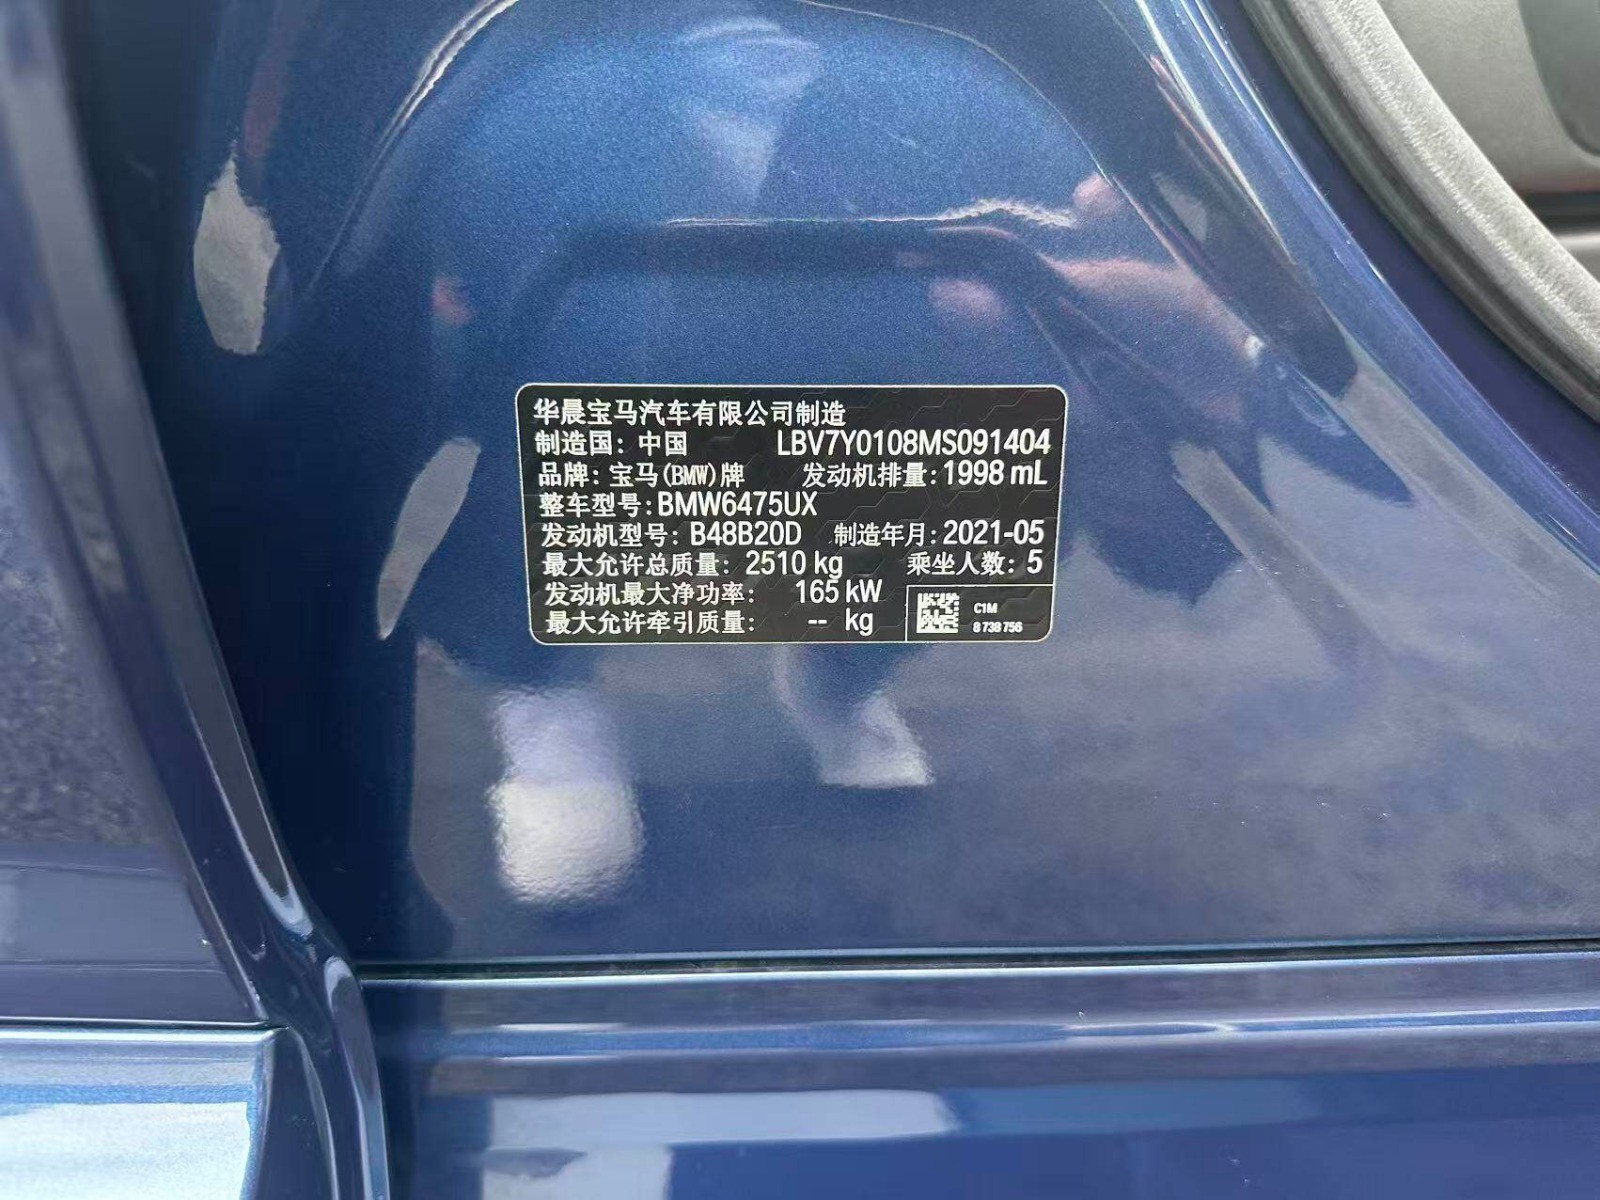 华晨宝马汽车有限公司制造
制造国：中国 LBV7Y0108MS091404
品牌：宝马(BMW)牌 发动机排量：1998 mL
整车型号：BMW6475UX
发动机型号：B48B20D 制造年月：2021-05
最大允许总质量：2510 kg 乘坐人数：5
发动机最大净功率：165 kW
最大允许牵引质量：-- kg
C1M
8 738 756